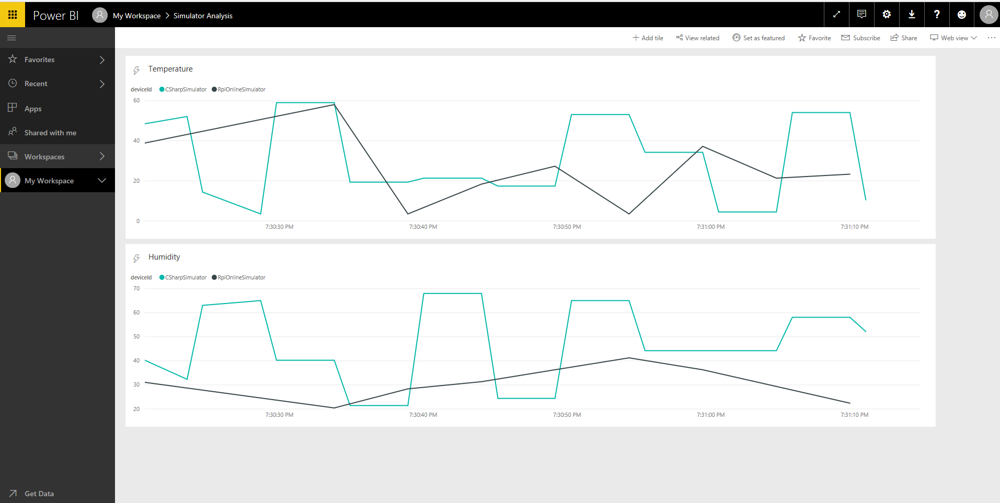 Power BI My Workspace > Simulator Analysis ?
Add tile View related Set as featured Favorite Subscribe Share Web view ...
Favorites
Recent
Apps
Shared with me
Workspaces
My Workspace
Get Data
Temperature
deviceId CSharpSimulator RpiOnlineSimulator
60
40
20
0
7:30:30 PM 7:30:40 PM 7:30:50 PM 7:31:00 PM 7:31:10 PM
Humidity
deviceId CSharpSimulator RpiOnlineSimulator
70
60
50
40
30
20
7:30:30 PM 7:30:40 PM 7:30:50 PM 7:31:00 PM 7:31:10 PM